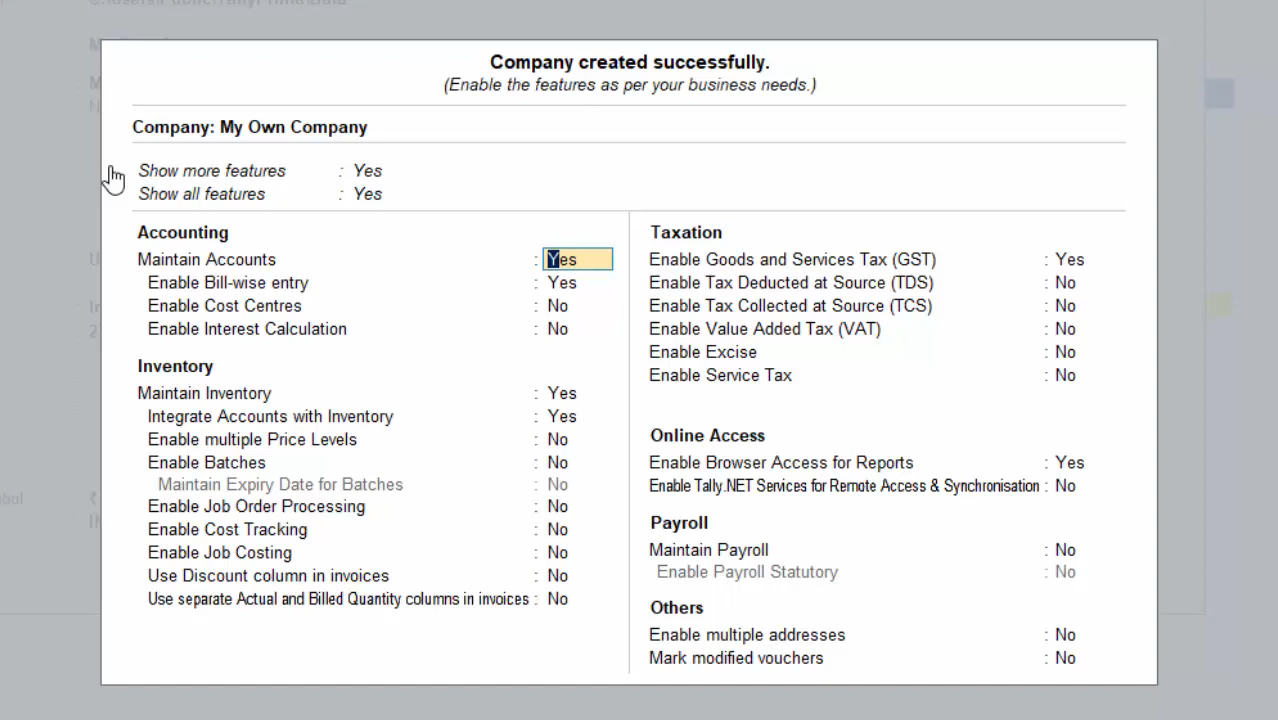 Company created successfully.
(Enable the features as per your business needs.)
Company: My Own Company
Show more features : Yes
Show all features : Yes
Accounting
Maintain Accounts : Yes
Enable Bill-wise entry : Yes
Enable Cost Centres : No
Enable Interest Calculation : No
Inventory
Maintain Inventory : Yes
Integrate Accounts with Inventory : Yes
Enable multiple Price Levels : No
Enable Batches : No
Maintain Expiry Date for Batches : No
Enable Job Order Processing : No
Enable Cost Tracking : No
Enable Job Costing : No
Use Discount column in invoices : No
Use separate Actual and Billed Quantity columns in invoices : No
Taxation
Enable Goods and Services Tax (GST) : Yes
Enable Tax Deducted at Source (TDS) : No
Enable Tax Collected at Source (TCS) : No
Enable Value Added Tax (VAT) : No
Enable Excise : No
Enable Service Tax : No
Online Access
Enable Browser Access for Reports : Yes
Enable Tally.NET Services for Remote Access & Synchronisation : No
Payroll
Maintain Payroll : No
Enable Payroll Statutory : No
Others
Enable multiple addresses : No
Mark modified vouchers : No